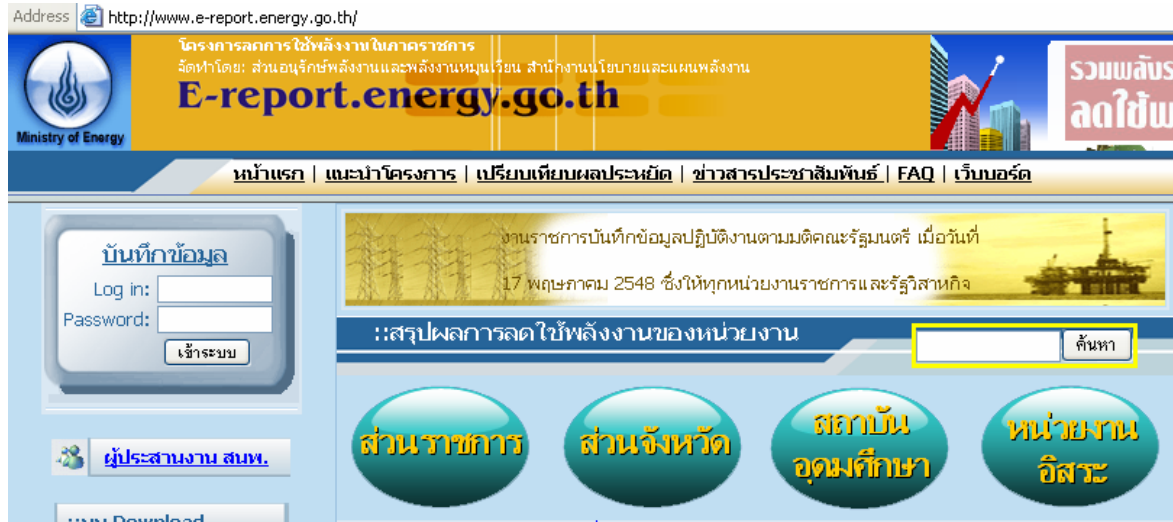 Address http://www.e-report.energy.go.th/
โครงการลดการใช้พลังงานในภาคราชการ
จัดทำโดย: ส่วนอนุรักษ์พลังงานและพลังงานหมุนเวียน สำนักงานนโยบายและแผนพลังงาน
E-report.energy.go.th
Ministry of Energy
หน้าแรก | แนะนำโครงการ | เปรียบเทียบผลประหยัด | ข่าวสารประชาสัมพันธ์ | FAQ | เว็บบอร์ด
บันทึกข้อมูล
Log in:
Password:
เข้าระบบ
งานราชการบันทึกข้อมูลปฏิบัติงานตามมติคณะรัฐมนตรี เมื่อวันที่
17 พฤษภาคม 2548 ซึ่งให้ทุกหน่วยงานราชการและรัฐวิสาหกิจ
::สรุปผลการลดใช้พลังงานของหน่วยงาน
ค้นหา
ส่วนราชการ
ส่วนจังหวัด
สถาบัน
อุดมศึกษา
หน่วยงาน
อิสระ
ผู้ประสานงาน สนพ.
Download